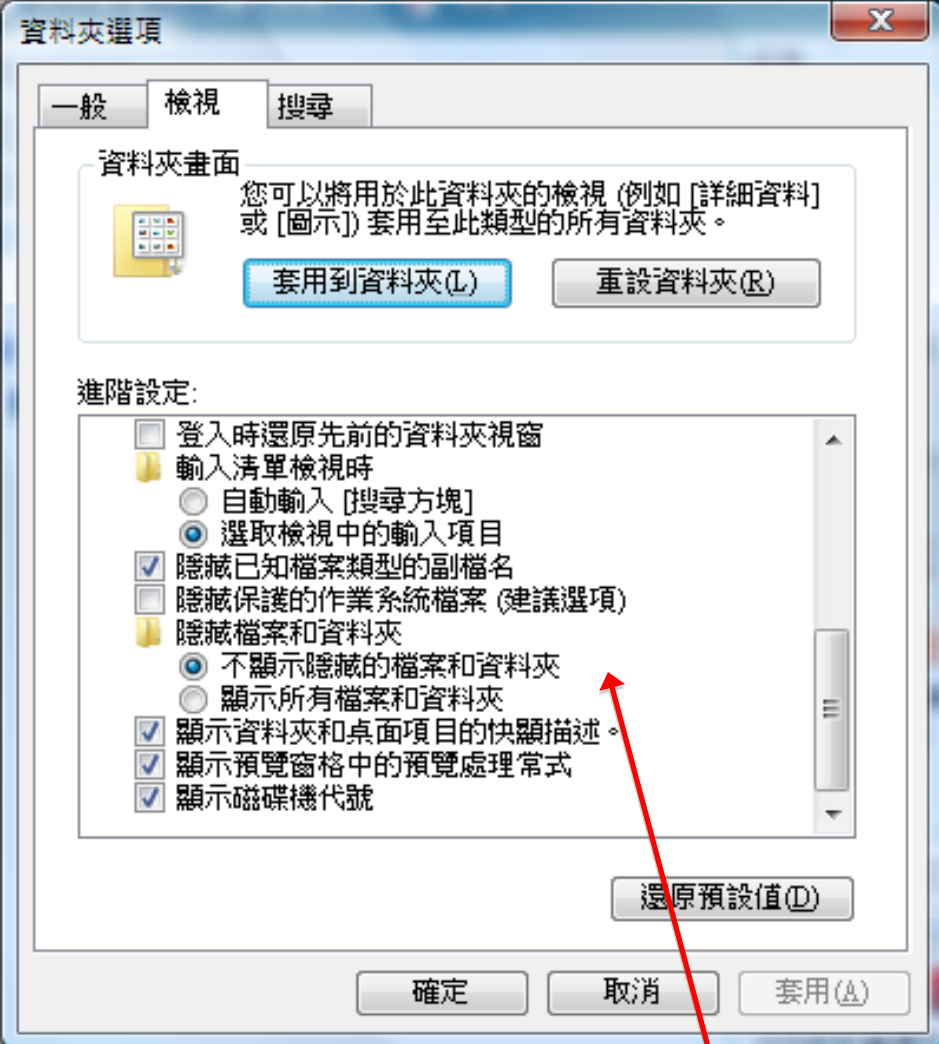 資料夾選項
一般
檢視
搜尋
資料夾畫面
您可以將用於此資料夾的檢視 (例如 [詳細資料]
或 [圖示]) 套用至此類型的所有資料夾。
套用到資料夾(L)
重設資料夾(R)
進階設定:
登入時還原先前的資料夾視窗
輸入清單檢視時
自動輸入 [搜尋方塊]
選取檢視中的輸入項目
隱藏已知檔案類型的副檔名
隱藏保護的作業系統檔案 (建議選項)
隱藏檔案和資料夾
不顯示隱藏的檔案和資料夾
顯示所有檔案和資料夾
顯示資料夾和桌面項目的快顯描述。
顯示預覽窗格中的預覽處理常式
顯示磁碟機代號
還原預設值(D)
確定
取消
套用(A)